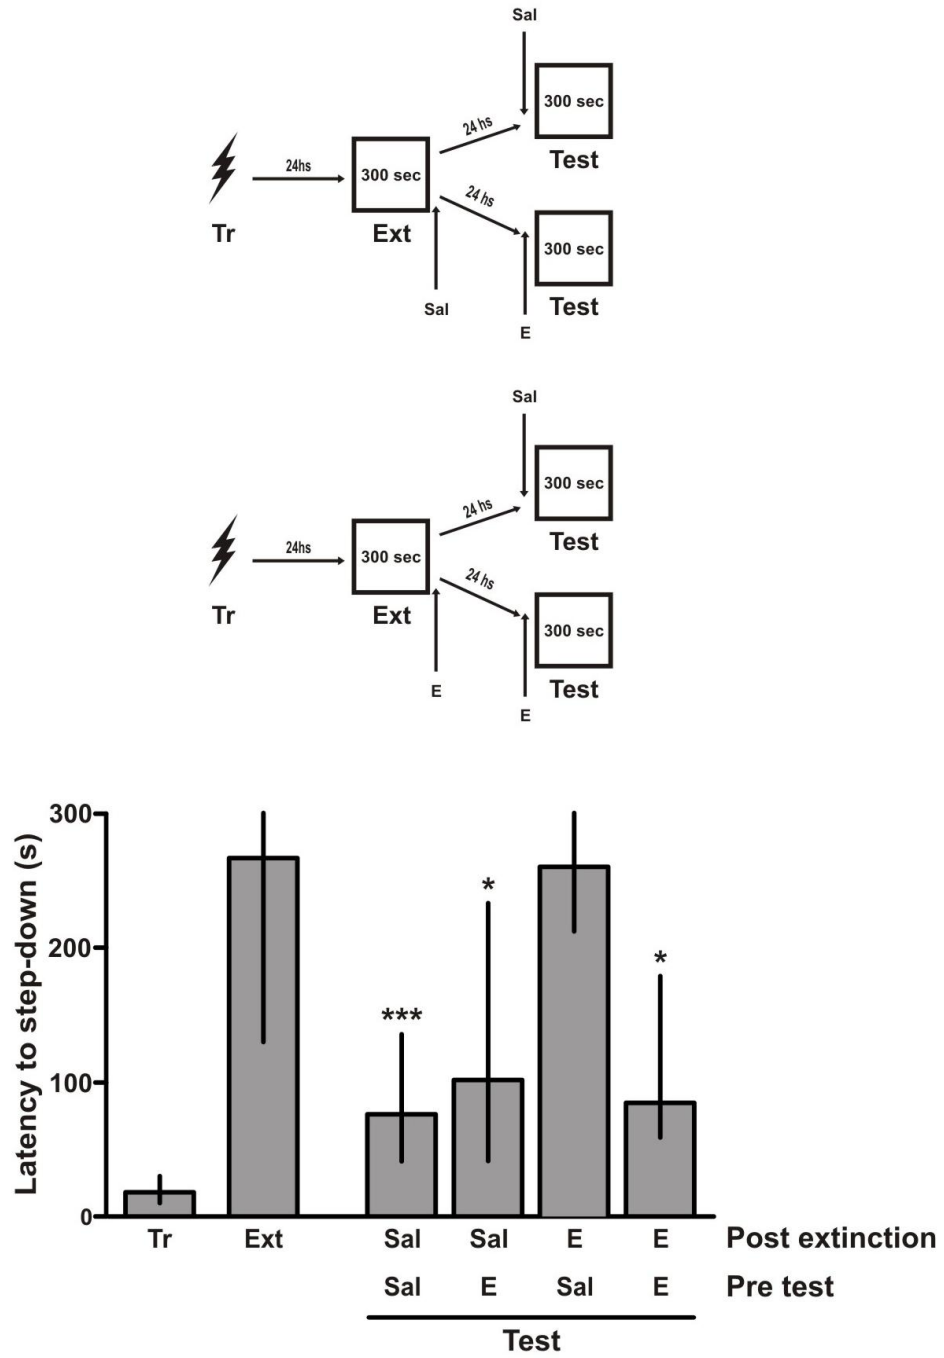 Sal
300 sec
24 hs
Test
24hs
300 sec
Tr
Ext
24 hs
300 sec
Test
Sal
E
Sal
300 sec
24 hs
Test
24hs
300 sec
Tr
Ext
24 hs
300 sec
Test
E
E
Latency to step-down (s)
300
200
100
0
***
*
*
Tr Ext Sal Sal E E Post extinction
Sal E Sal E Pre test
Test